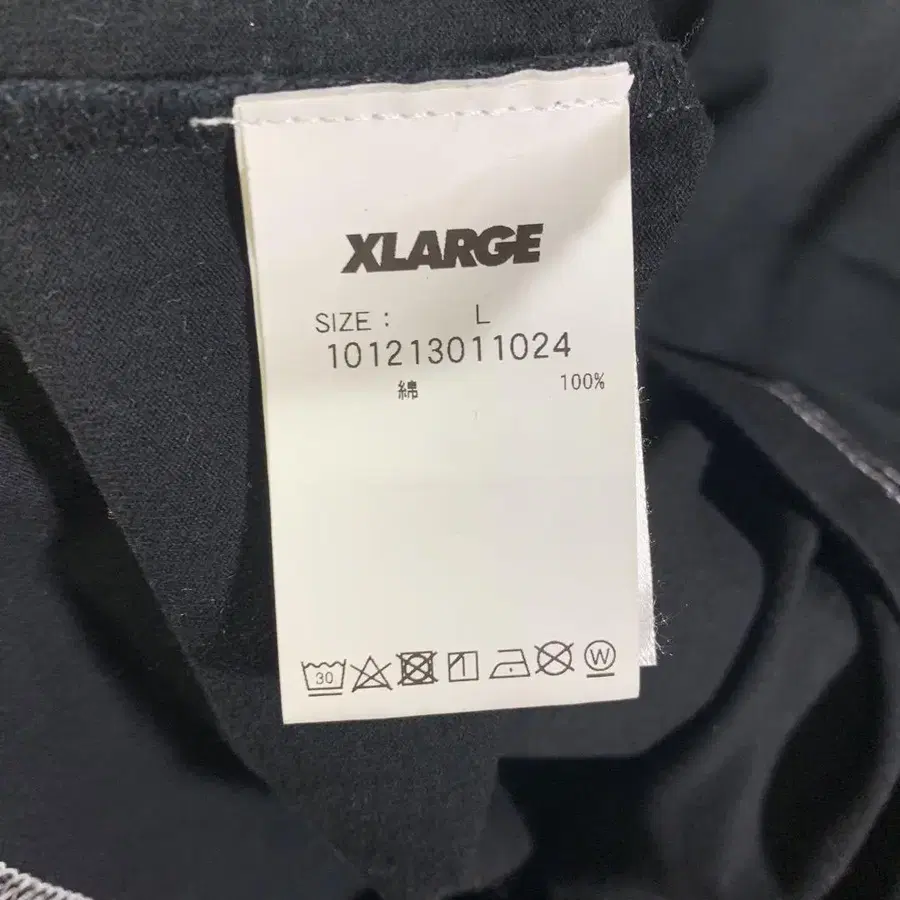 XLARGE
SIZE : L
101213011024
綿 100%
30
W